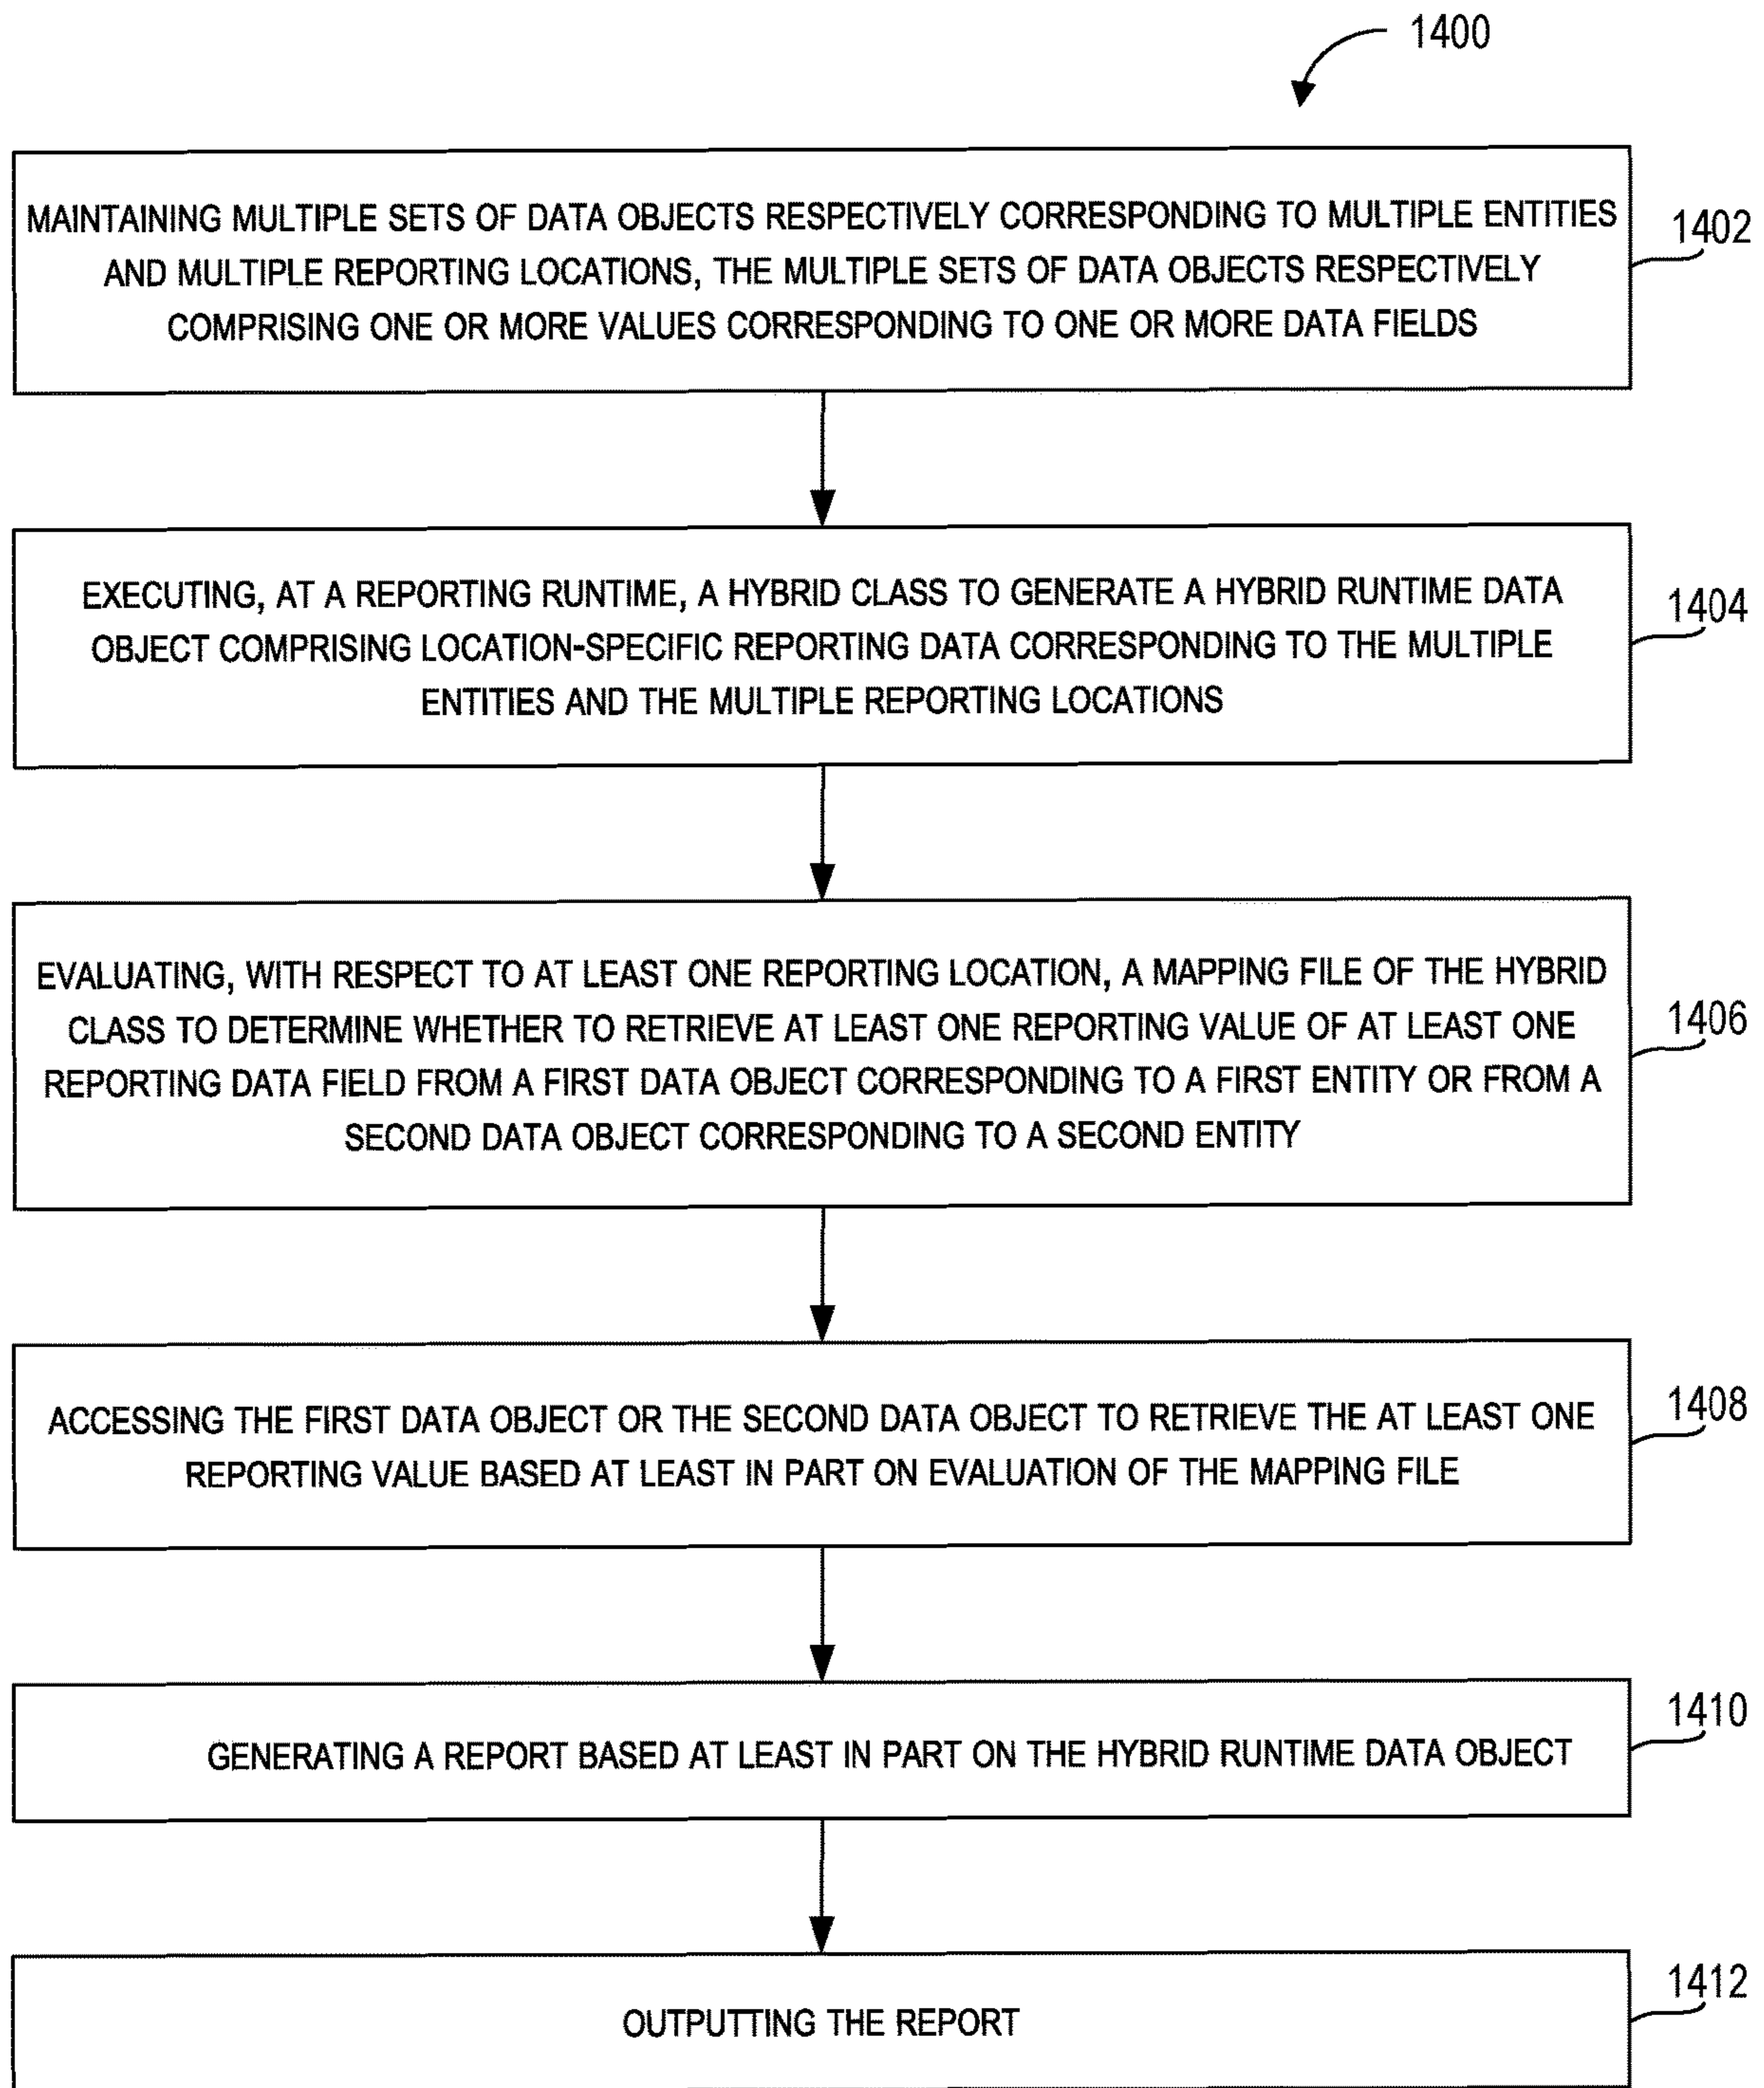 1400
MAINTAINING MULTIPLE SETS OF DATA OBJECTS RESPECTIVELY CORRESPONDING TO MULTIPLE ENTITIES
AND MULTIPLE REPORTING LOCATIONS, THE MULTIPLE SETS OF DATA OBJECTS RESPECTIVELY
COMPRISING ONE OR MORE VALUES CORRESPONDING TO ONE OR MORE DATA FIELDS
1402
EXECUTING, AT A REPORTING RUNTIME, A HYBRID CLASS TO GENERATE A HYBRID RUNTIME DATA
OBJECT COMPRISING LOCATION-SPECIFIC REPORTING DATA CORRESPONDING TO THE MULTIPLE
ENTITIES AND THE MULTIPLE REPORTING LOCATIONS
1404
EVALUATING, WITH RESPECT TO AT LEAST ONE REPORTING LOCATION, A MAPPING FILE OF THE HYBRID
CLASS TO DETERMINE WHETHER TO RETRIEVE AT LEAST ONE REPORTING VALUE OF AT LEAST ONE
REPORTING DATA FIELD FROM A FIRST DATA OBJECT CORRESPONDING TO A FIRST ENTITY OR FROM A
SECOND DATA OBJECT CORRESPONDING TO A SECOND ENTITY
1406
ACCESSING THE FIRST DATA OBJECT OR THE SECOND DATA OBJECT TO RETRIEVE THE AT LEAST ONE
REPORTING VALUE BASED AT LEAST IN PART ON EVALUATION OF THE MAPPING FILE
1408
GENERATING A REPORT BASED AT LEAST IN PART ON THE HYBRID RUNTIME DATA OBJECT
1410
OUTPUTTING THE REPORT
1412